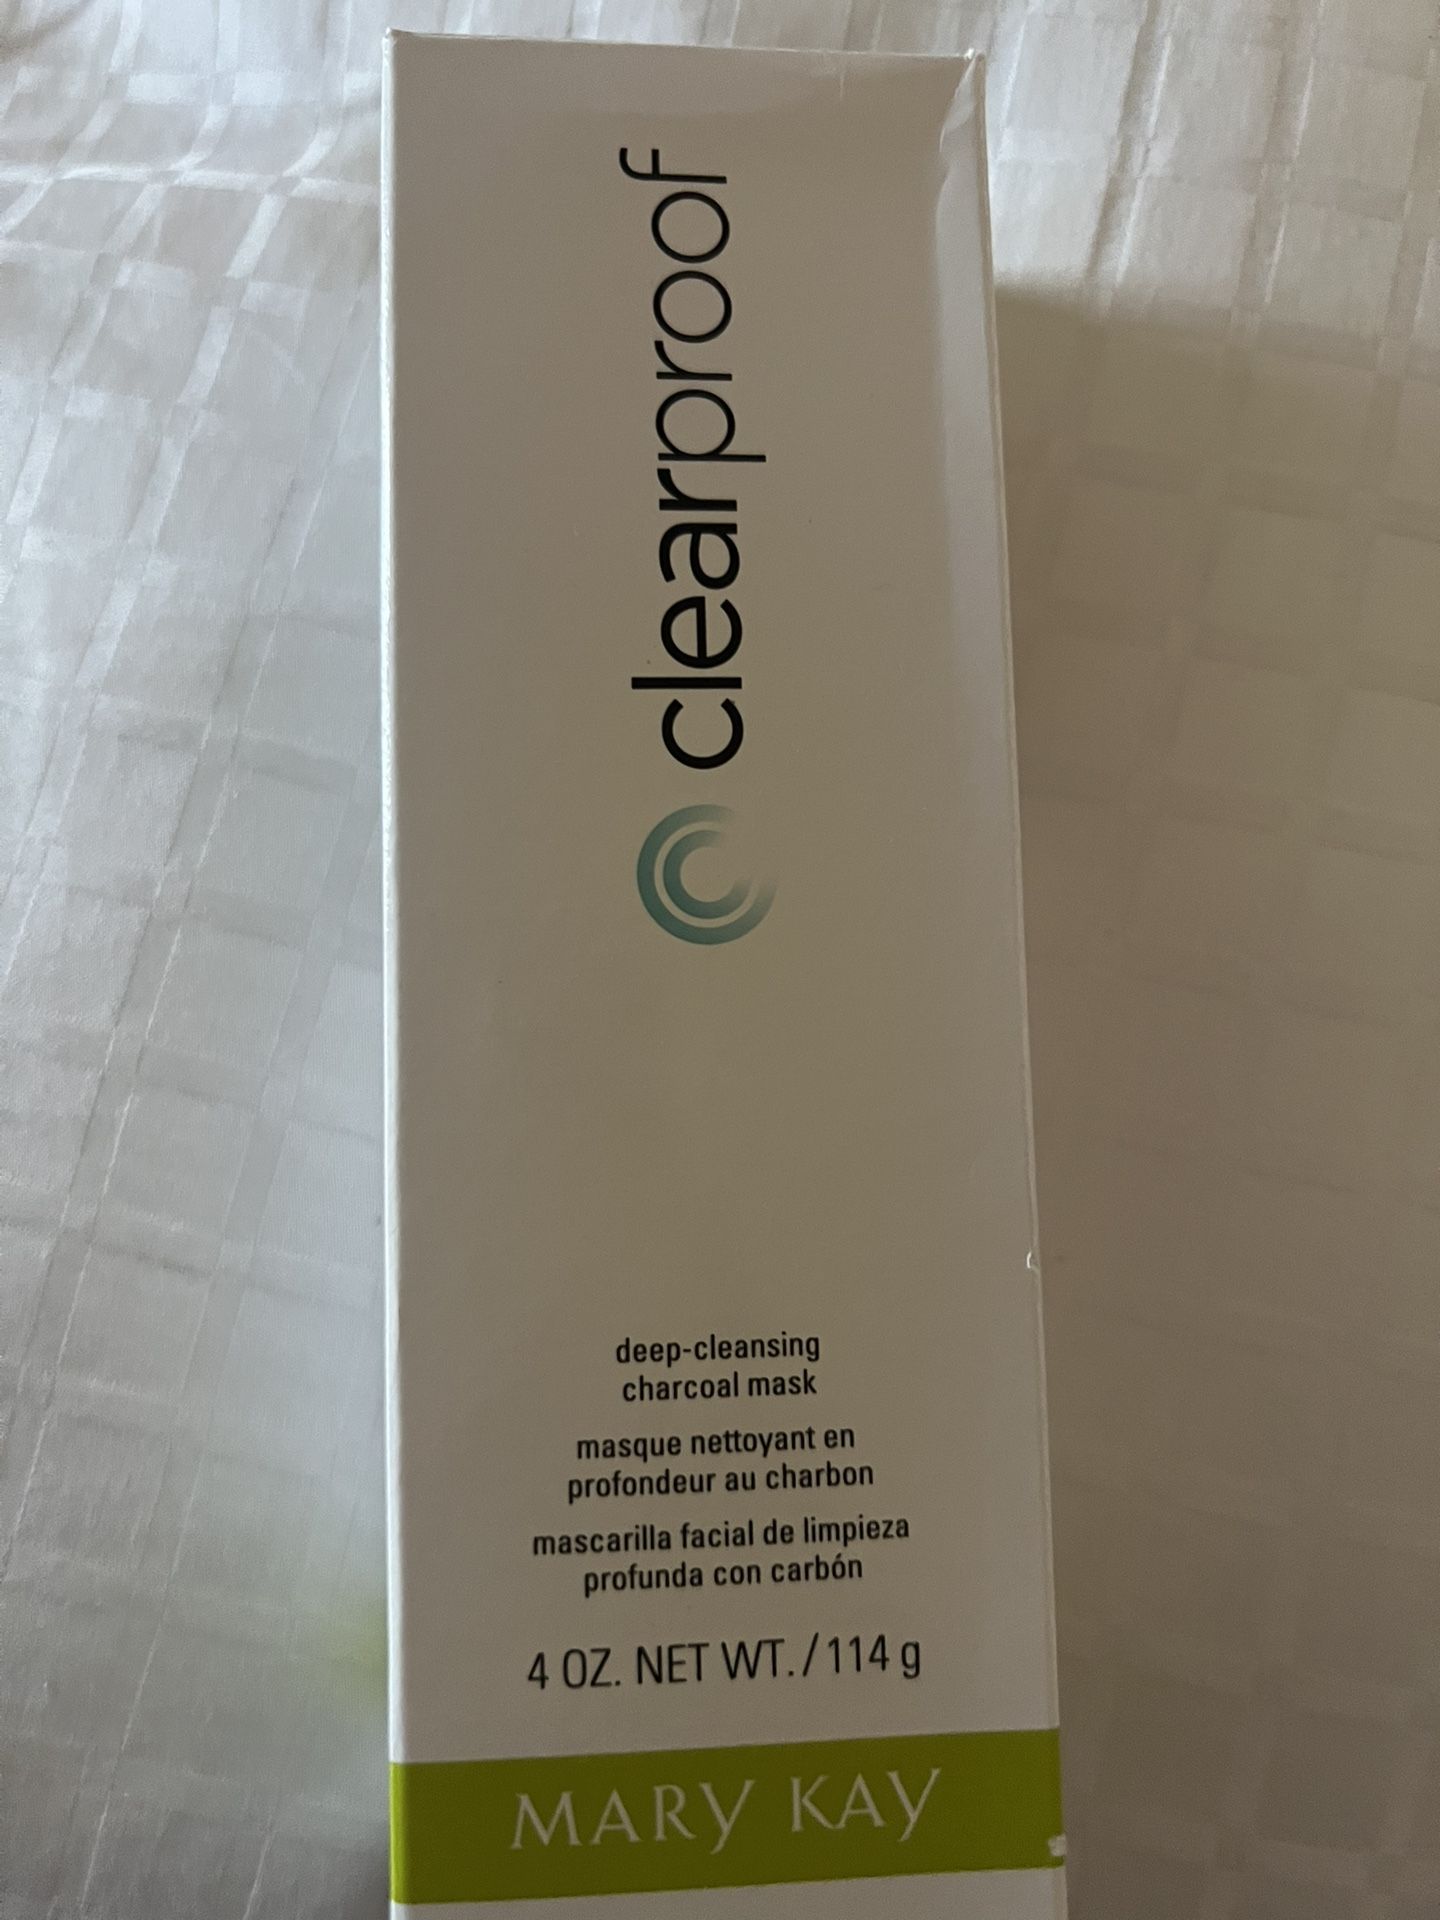 clearproof
deep-cleansing
charcoal mask
masque nettoyant en
profondeur au charbon
mascarilla facial de limpieza
profunda con carbón
4 OZ. NET WT. / 114 g
MARY KAY